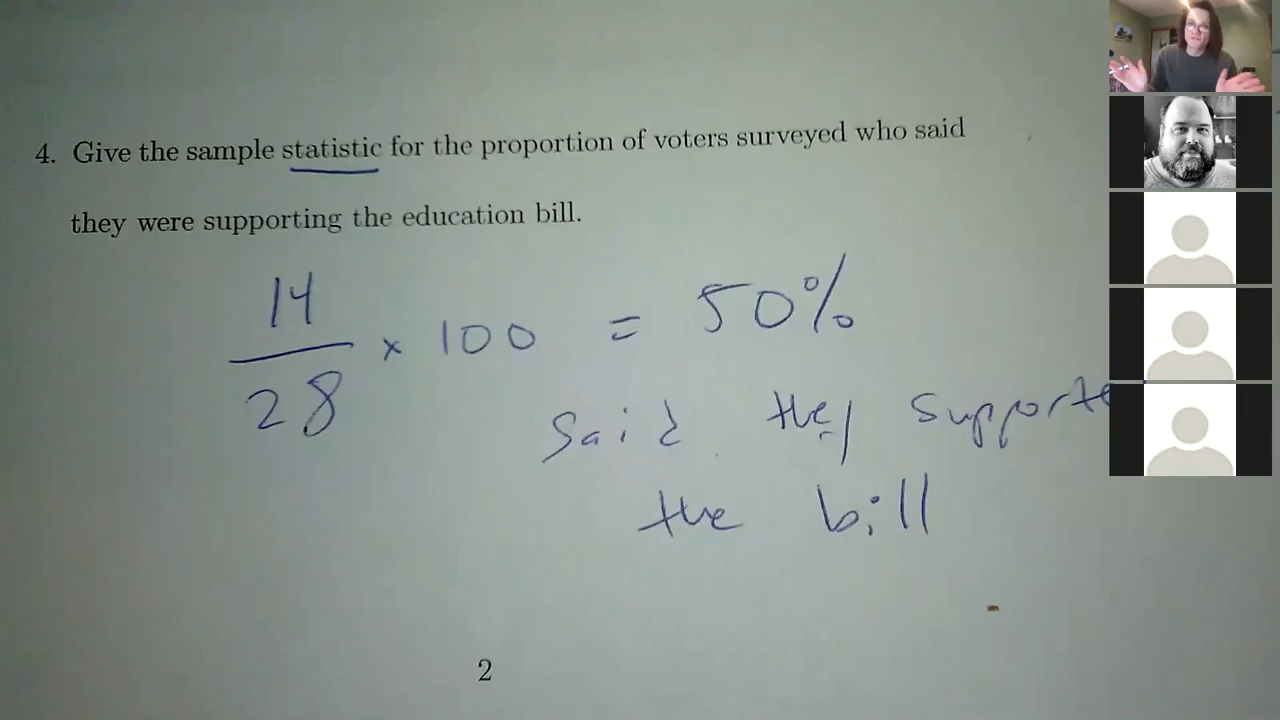 4. Give the sample statistic for the proportion of voters surveyed who said
they were supporting the education bill.
14
28 × 100 = 50%
said they supporte
the bill
2